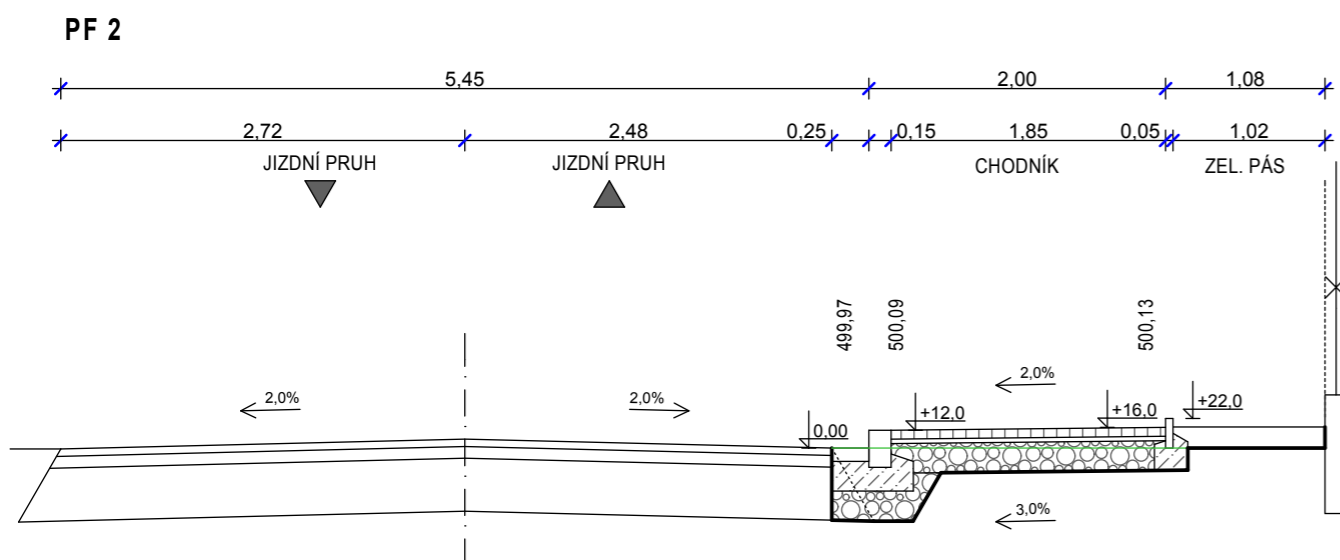 PF 2
5,45 2,00 1,08
2,72 2,48 0,25 0,15 1,85 0,05 1,02
JIZDNÍ PRUH JIZDNÍ PRUH CHODNÍK ZEL. PÁS
499,97 500,09 500,13
2,0% 2,0% 2,0%
0,00 +12,0 +16,0 +22,0
3,0%